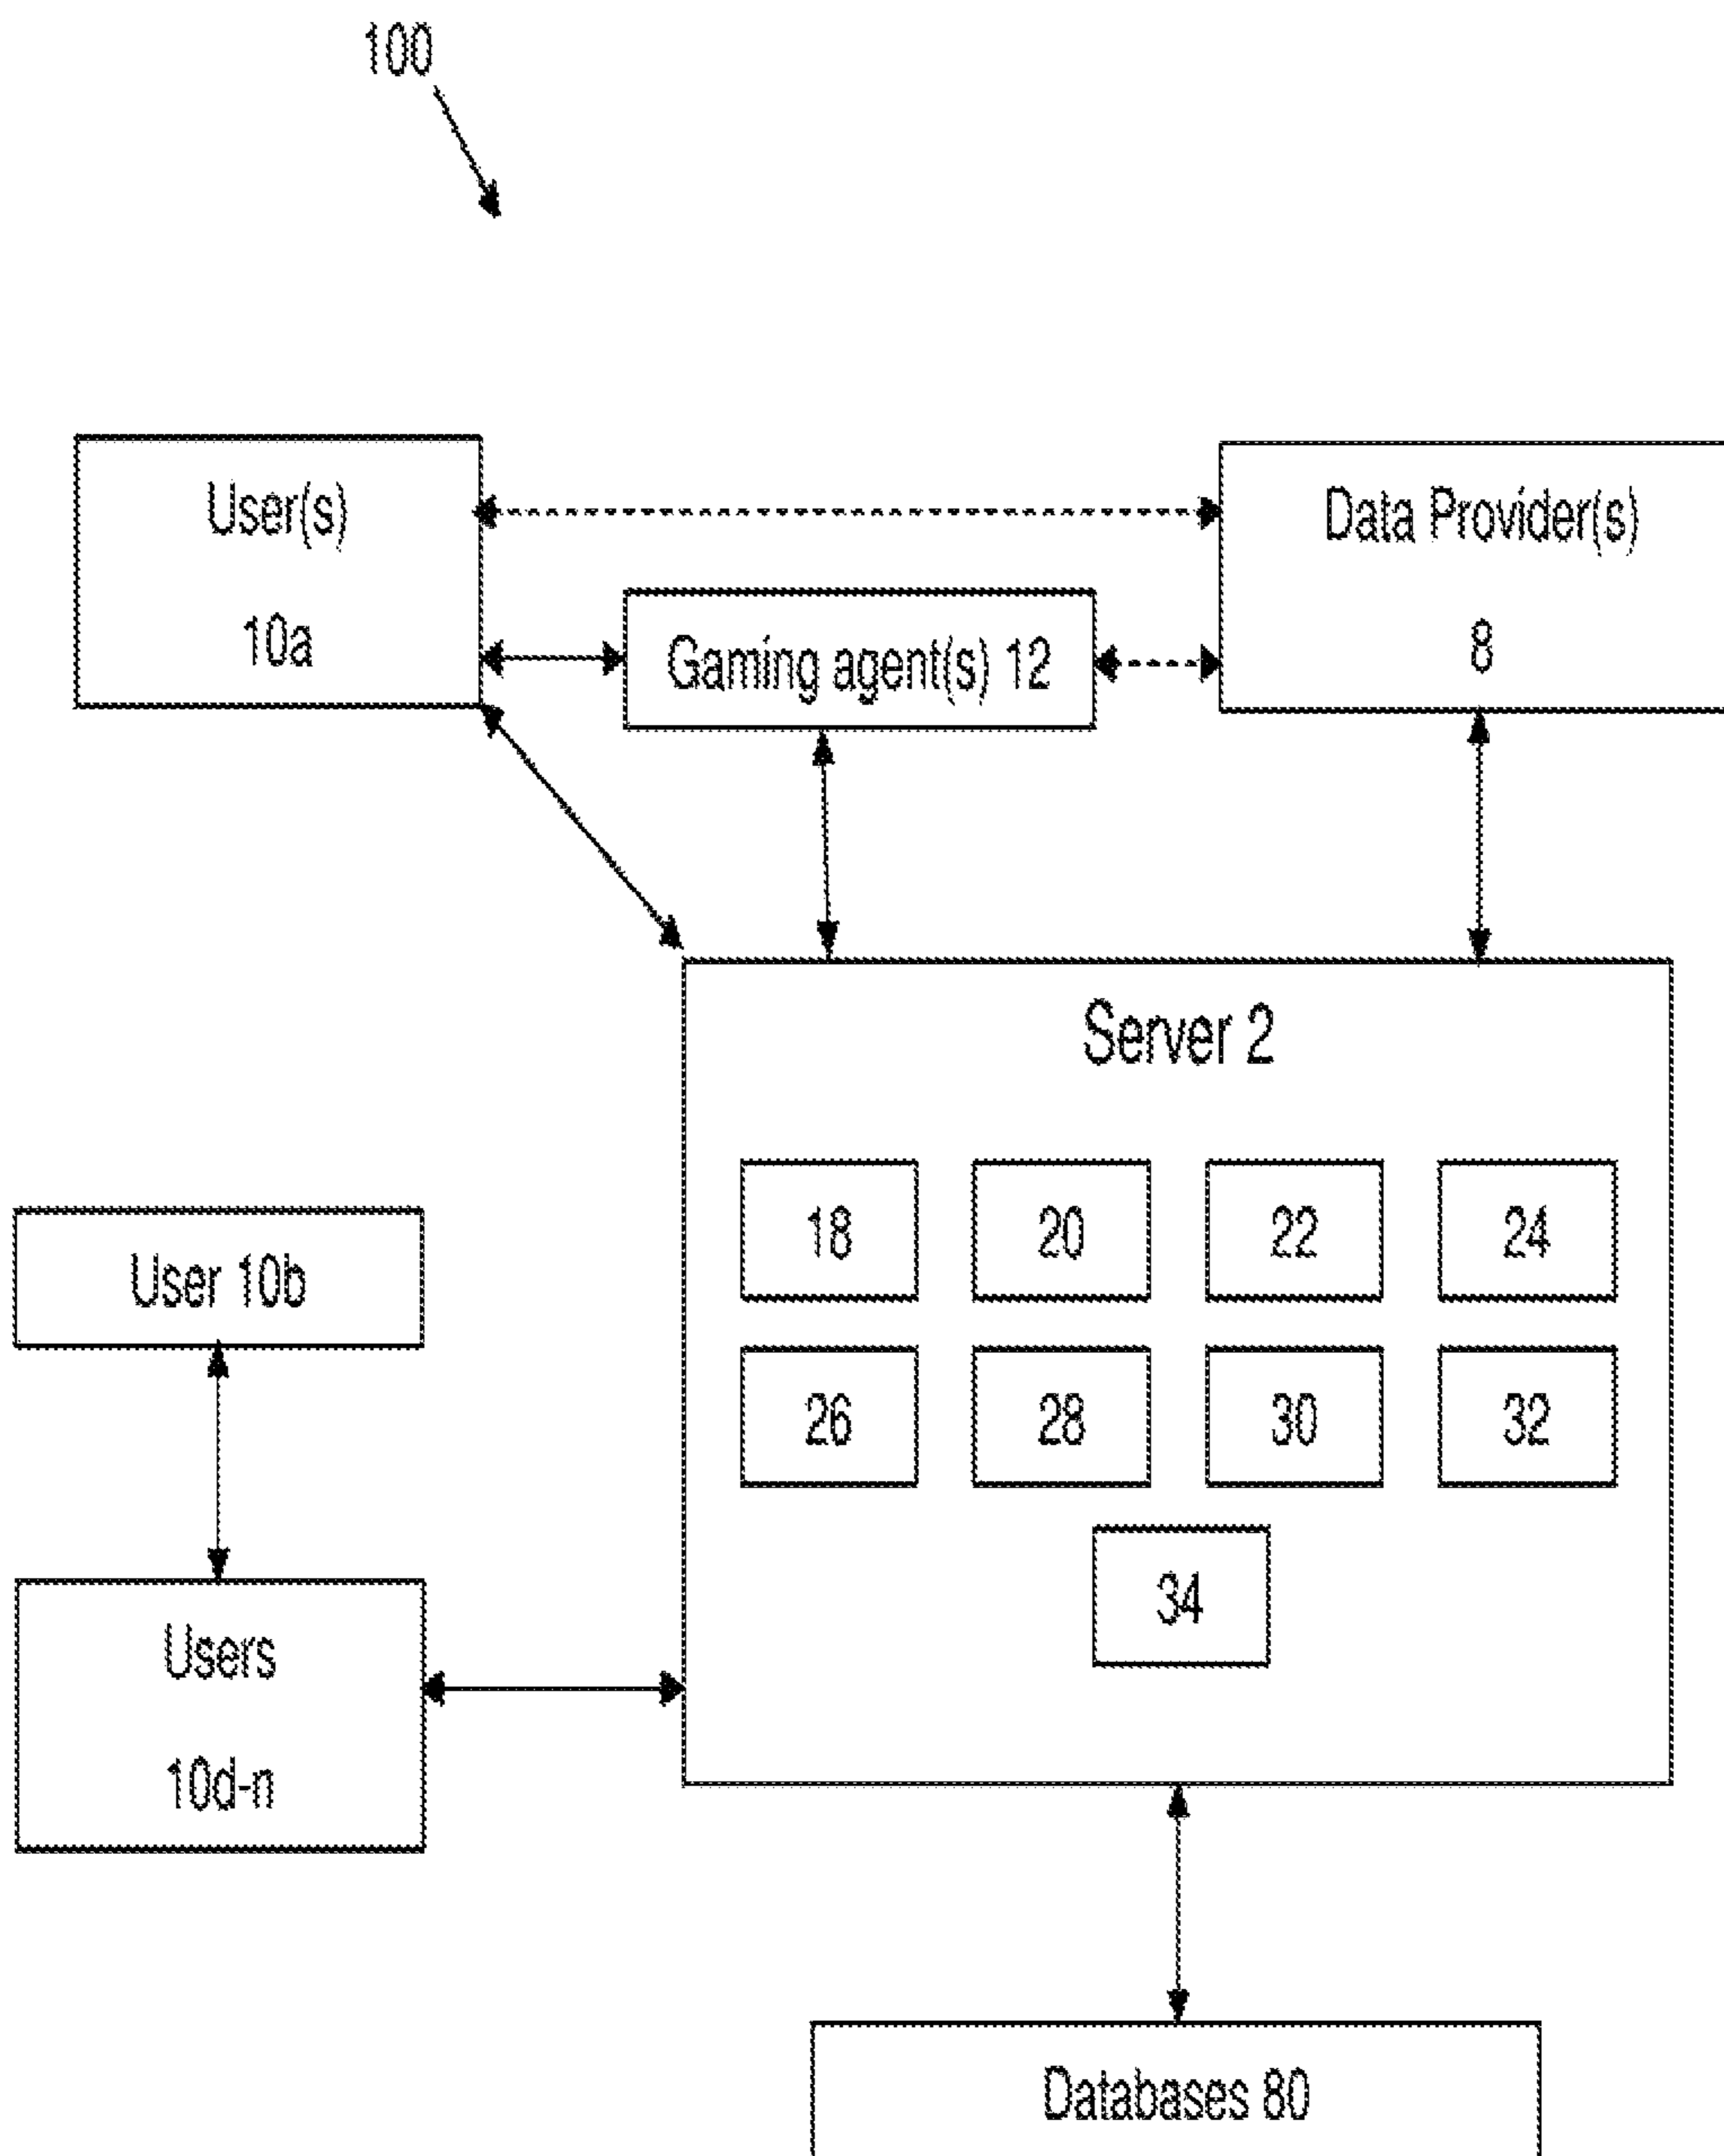 100
User(s)
10a
Data Provider(s)
8
Gaming agent(s) 12
Server 2
18
20
22
24
User 10b
26
28
30
32
34
Users
10d-n
Databases 80